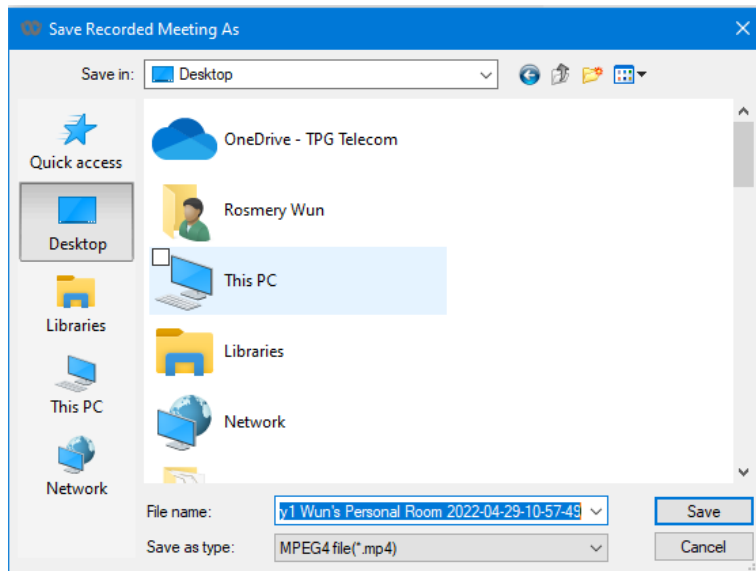 Save Recorded Meeting As
Save in: Desktop
Quick access
Desktop
Libraries
This PC
Network
OneDrive - TPG Telecom
Rosmery Wun
This PC
Libraries
Network
File name: y1 Wun's Personal Room 2022-04-29-10-57-49 Save
Save as type: MPEG4 file(*.mp4) Cancel